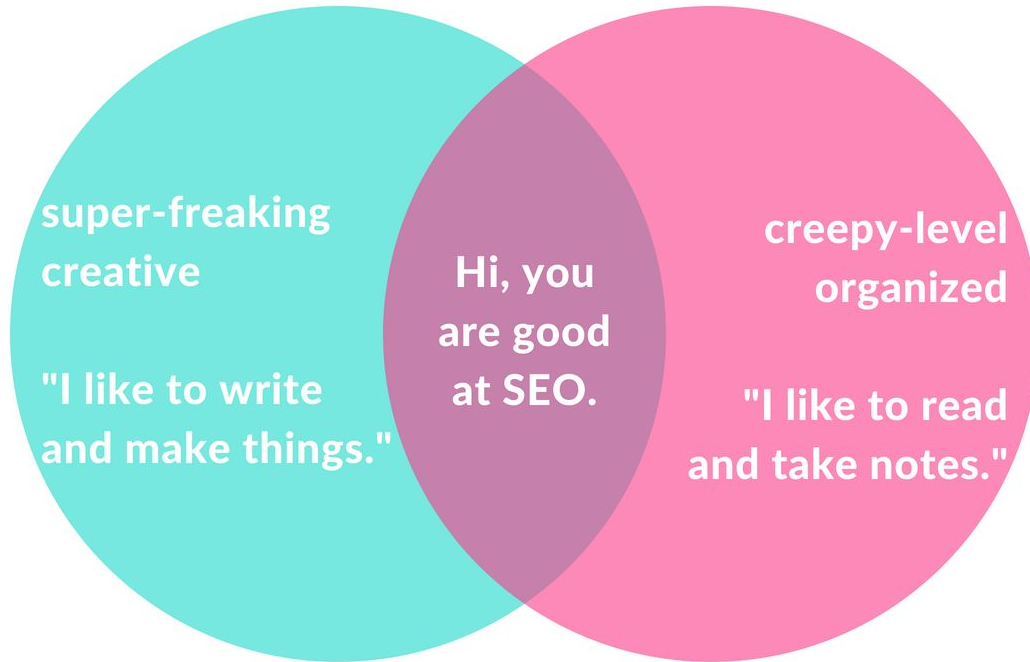 super-freaking
creative
"I like to write
and make things."
Hi, you
are good
at SEO.
creepy-level
organized
"I like to read
and take notes."